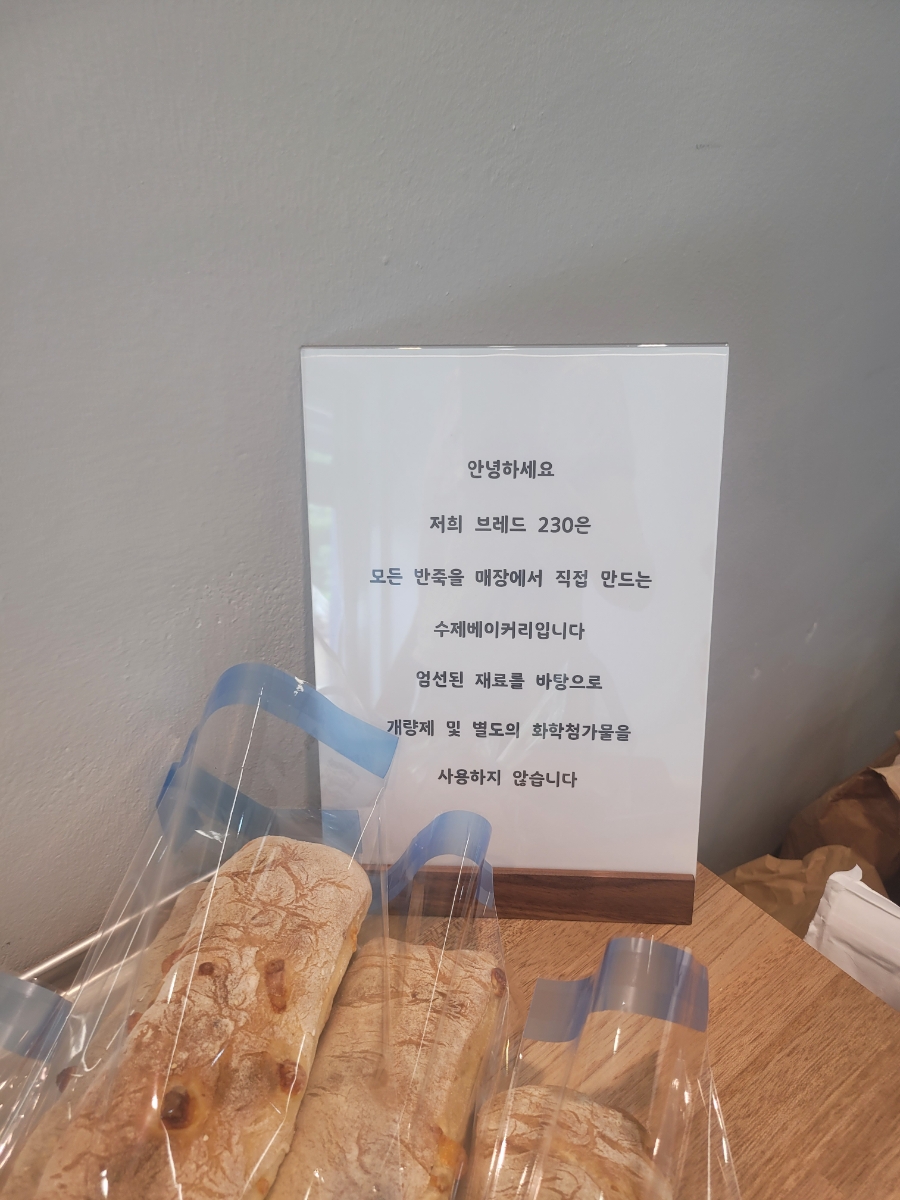 안녕하세요
저희 브레드 230은
모든 반죽을 매장에서 직접 만드는
수제베이커리입니다
엄선된 재료를 바탕으로
개량제 및 별도의 화학첨가물을
사용하지 않습니다